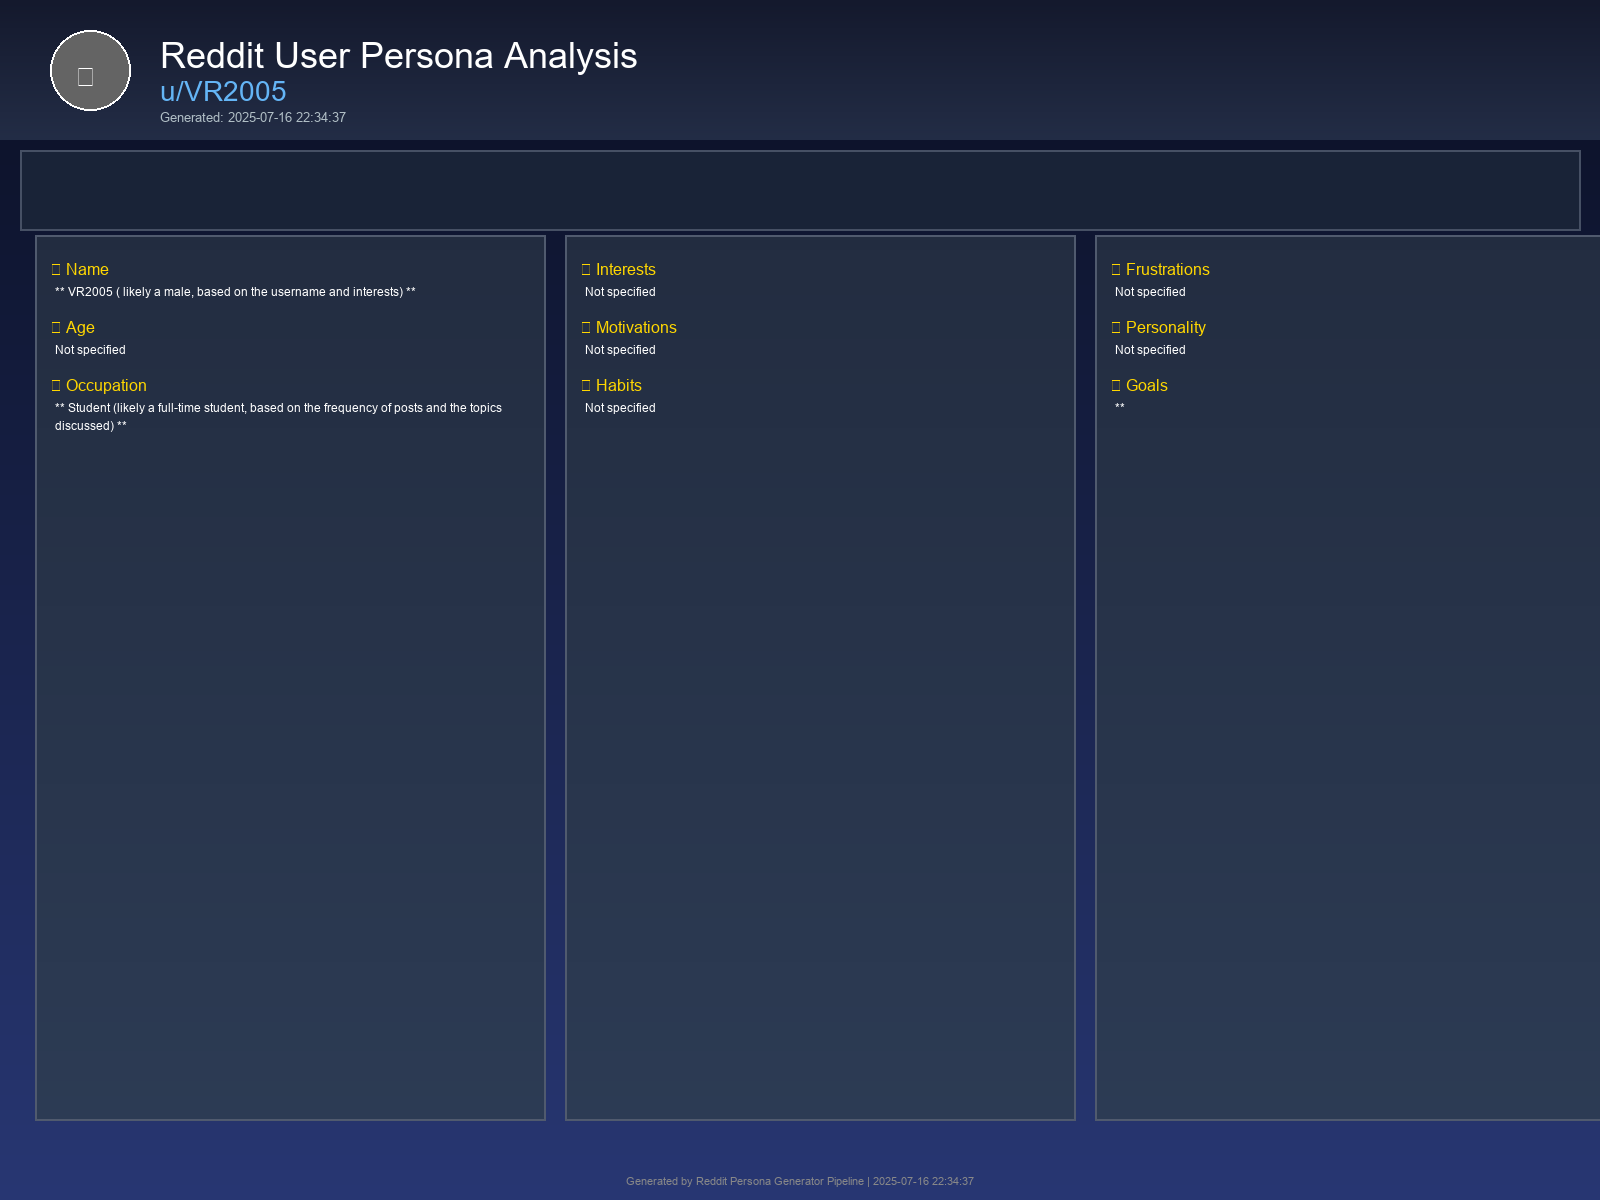 Reddit User Persona Analysis
u/VR2005
Generated: 2025-07-16 22:34:37
Name
** VR2005 ( likely a male, based on the username and interests) **
Age
Not specified
Occupation
** Student (likely a full-time student, based on the frequency of posts and the topics
discussed) **
Interests
Not specified
Motivations
Not specified
Habits
Not specified
Frustrations
Not specified
Personality
Not specified
Goals
**
Generated by Reddit Persona Generator Pipeline | 2025-07-16 22:34:37